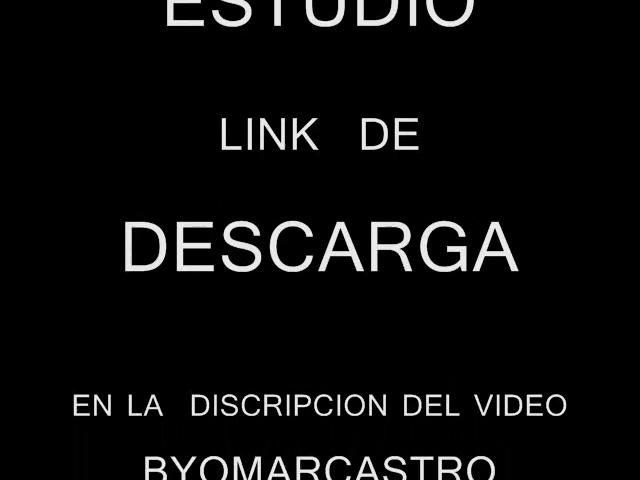 ESTUDIO
LINK DE
DESCARGA
EN LA DISCRIPCION DEL VIDEO
BYOMARCASTRO